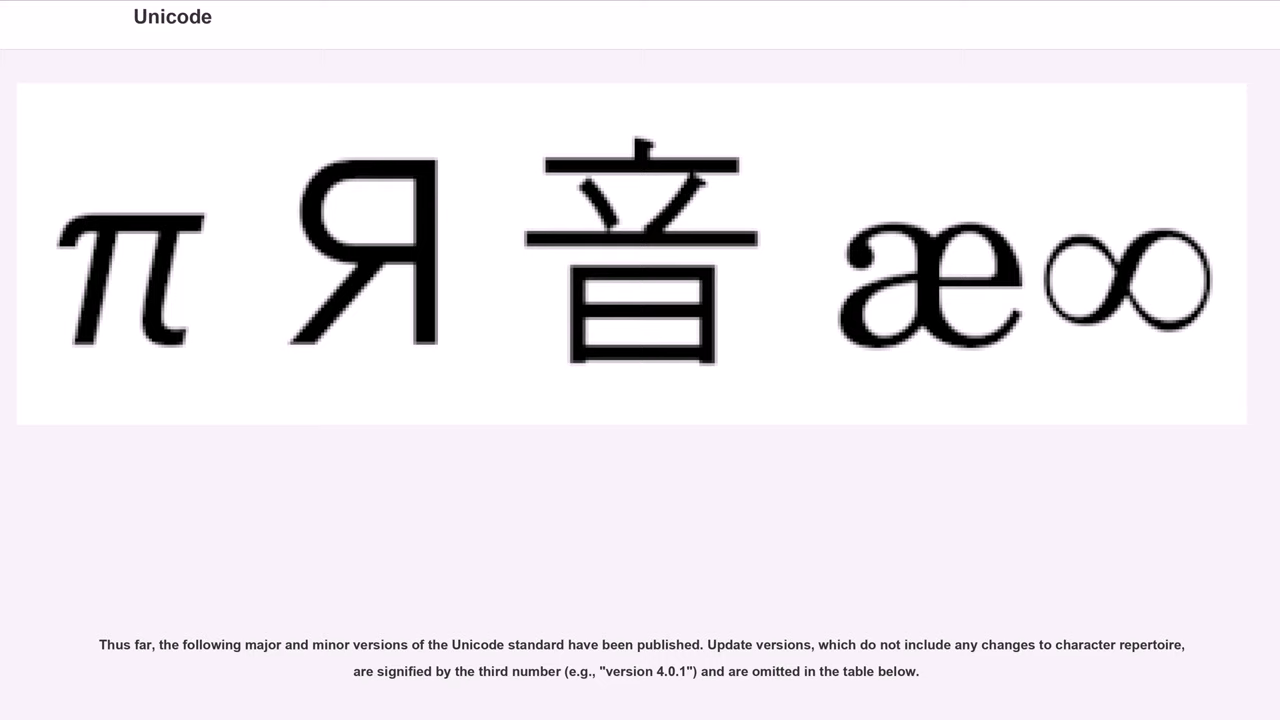 Unicode
π Я 音 æ∞
Thus far, the following major and minor versions of the Unicode standard have been published. Update versions, which do not include any changes to character repertoire,
are signified by the third number (e.g., "version 4.0.1") and are omitted in the table below.